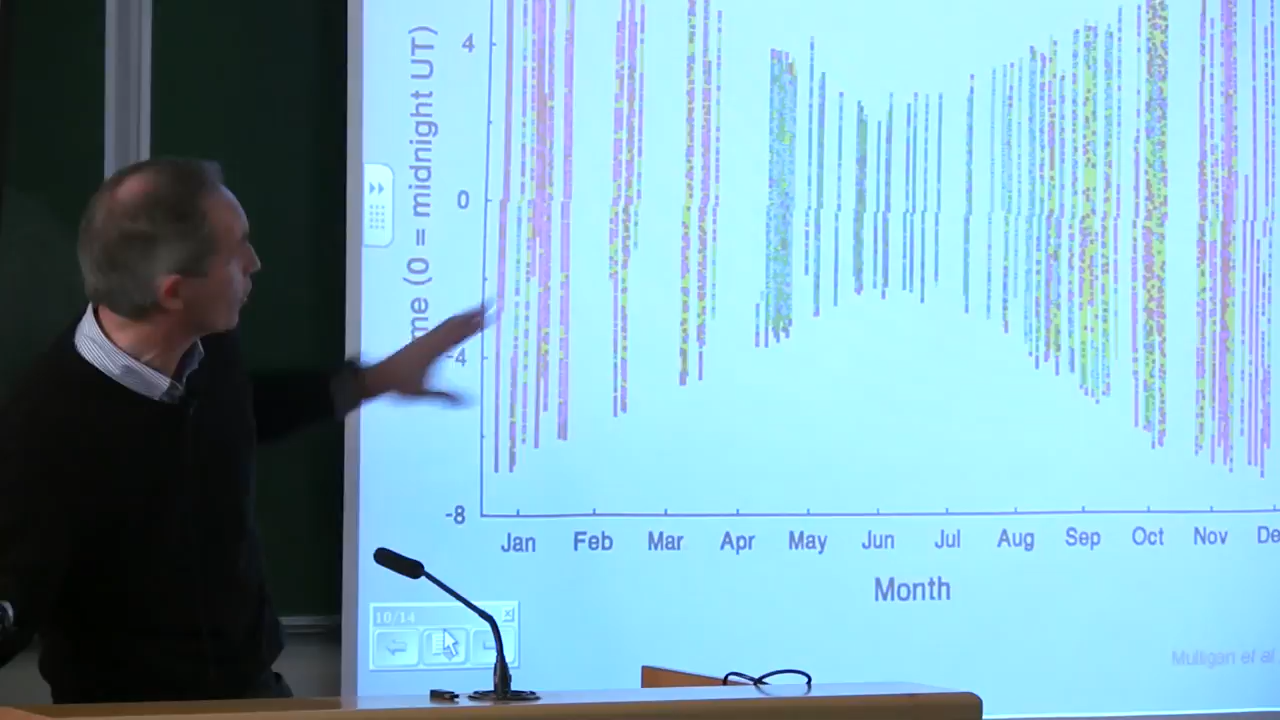 4
0
-4
-8
me (0 = midnight UT)
Jan Feb Mar Apr May Jun Jul Aug Sep Oct Nov De
Month
10/14
Mulligan et al